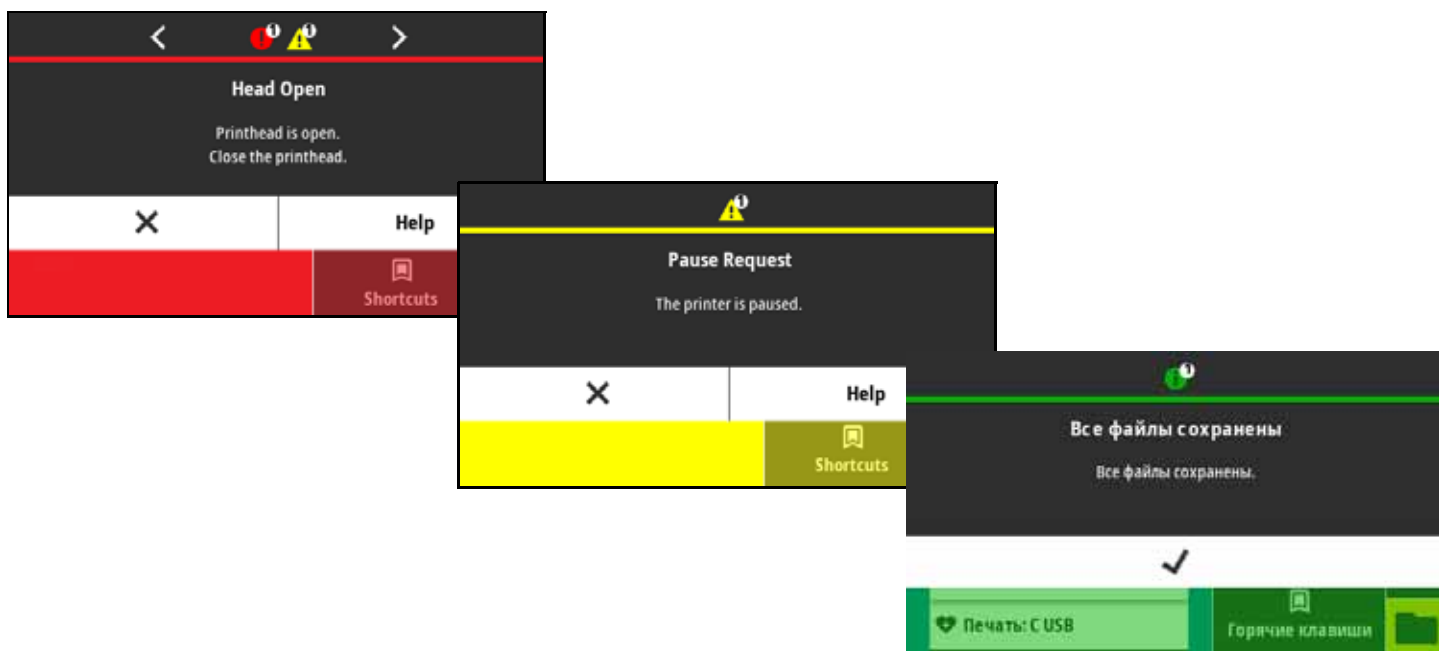 Head Open
Printhead is open.
Close the printhead.
Help
Shortcuts
Pause Request
The printer is paused.
Help
Shortcuts
Все файлы сохранены
Все файлы сохранены.
Печать: С USB
Горячие клавиши